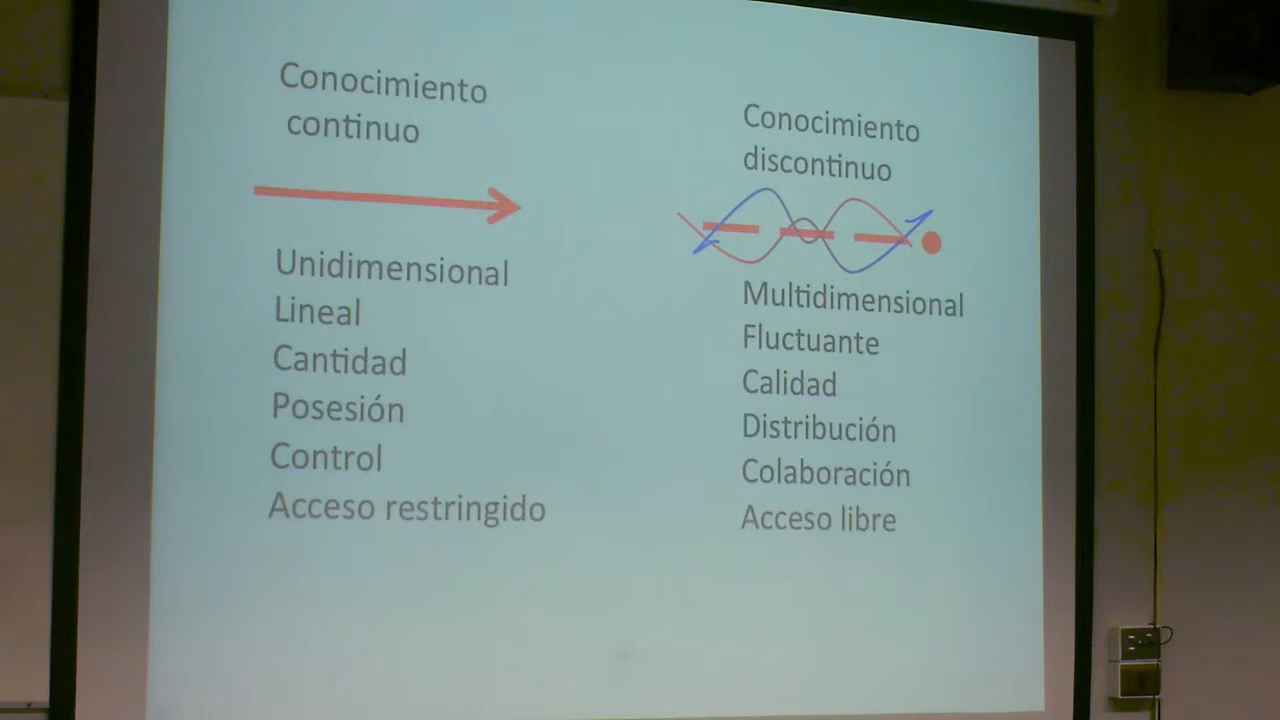 Conocimiento
continuo
Unidimensional
Lineal
Cantidad
Posesión
Control
Acceso restringido
Conocimiento
discontinuo
Multidimensional
Fluctuante
Calidad
Distribución
Colaboración
Acceso libre